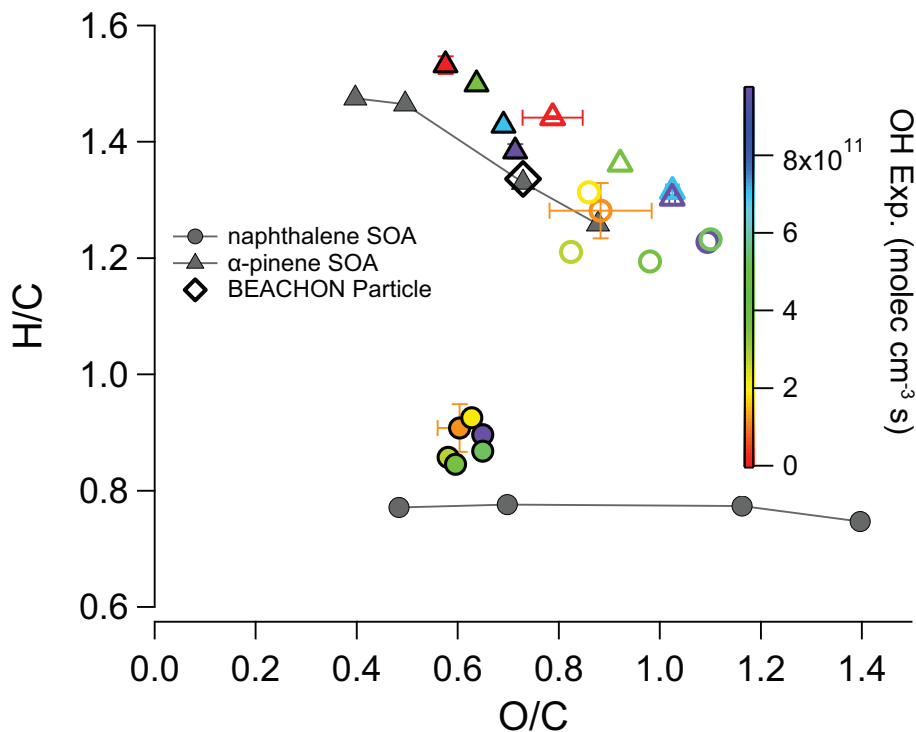 1.6
1.4
1.2
1.0
0.8
0.6
H/C
naphthalene SOA
α-pinene SOA
BEACHON Particle
8x10¹¹
6
4
2
0
OH Exp. (molec cm⁻³ s)
0.0 0.2 0.4 0.6 0.8 1.0 1.2 1.4
O/C